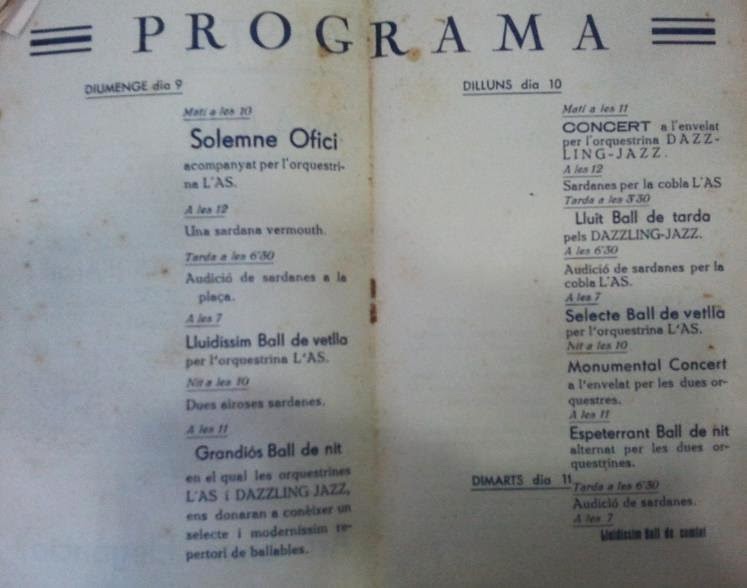 PROGRAMA
DIUMENGE dia 9
Matí a les 10
Solemne Ofici
acompanyat per l'orquestri-
na L'AS.
A les 12
Una sardana vermouth.
Tarda a les 6'30
Audició de sardanes a la
plaça.
A les 7
Lluidissim Ball de vetlla
per l'orquestrina L'AS.
Nit a les 10
Dues airoses sardanes.
A les 11
Grandiós Ball de nit
en el qual les orquestrines
L'AS i DAZZLING JAZZ,
ens donaran a conèixer un
selecte i moderníssim re-
pertori de ballables.
DILLUNS dia 10
Matí a les 11
CONCERT a l'envelat
per l'orquestrina DAZZ-
LING-JAZZ.
A les 12
Sardanes per la cobla L'AS
Tarda a les 3'30
Lluit Ball de tarda
pels DAZZLING-JAZZ.
A les 6'30
Audició de sardanes per la
cobla L'AS.
A les 7
Selecte Ball de vetlla
per l'orquestrina L'AS.
Nit a les 10
Monumental Concert
a l'envelat per les dues or-
questres.
A les 11
Espeterrant Ball de nit
alternat per les dues or-
questrines.
DIMARTS dia 11
Tarda a les 6'30
Audició de sardanes.
A les 7
Lluidissim Ball de comiat